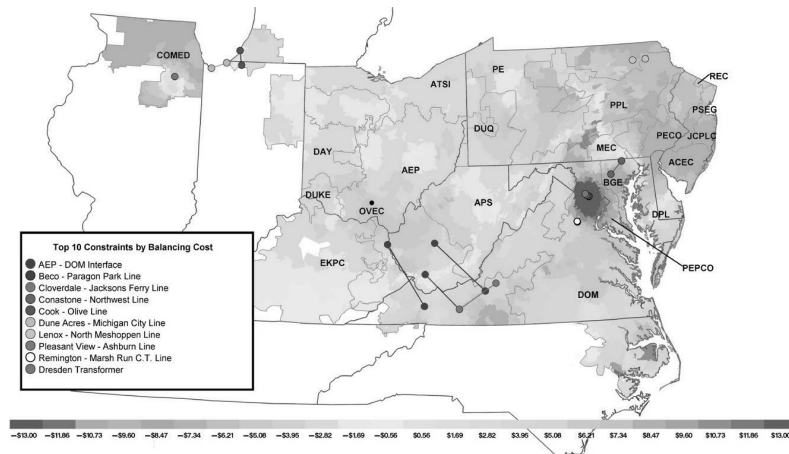 COMED
REC
PE
ATSI
PPL
PSEG
DUQ
PECO
JCPLC
MEC
DAY
AEP
ACEC
BGE
DUKE
OVEC
APS
DPL
PEPCO
EKPC
DOM
Top 10 Constraints by Balancing Cost
AEP - DOM Interface
Beco - Paragon Park Line
Cloverdale - Jacksons Ferry Line
Conastone - Northwest Line
Cook - Olive Line
Dune Acres - Michigan City Line
Lenox - North Meshoppen Line
Pleasant View - Ashburn Line
Remington - Marsh Run C.T. Line
Dresden Transformer
–$13.00 –$11.86 –$10.73 –$9.60 –$8.47 –$7.34 –$6.21 –$5.08 –$3.95 –$2.82 –$1.69 –$0.56 $0.56 $1.69 $2.82 $3.95 $5.08 $6.21 $7.34 $8.47 $9.60 $10.73 $11.86 $13.00